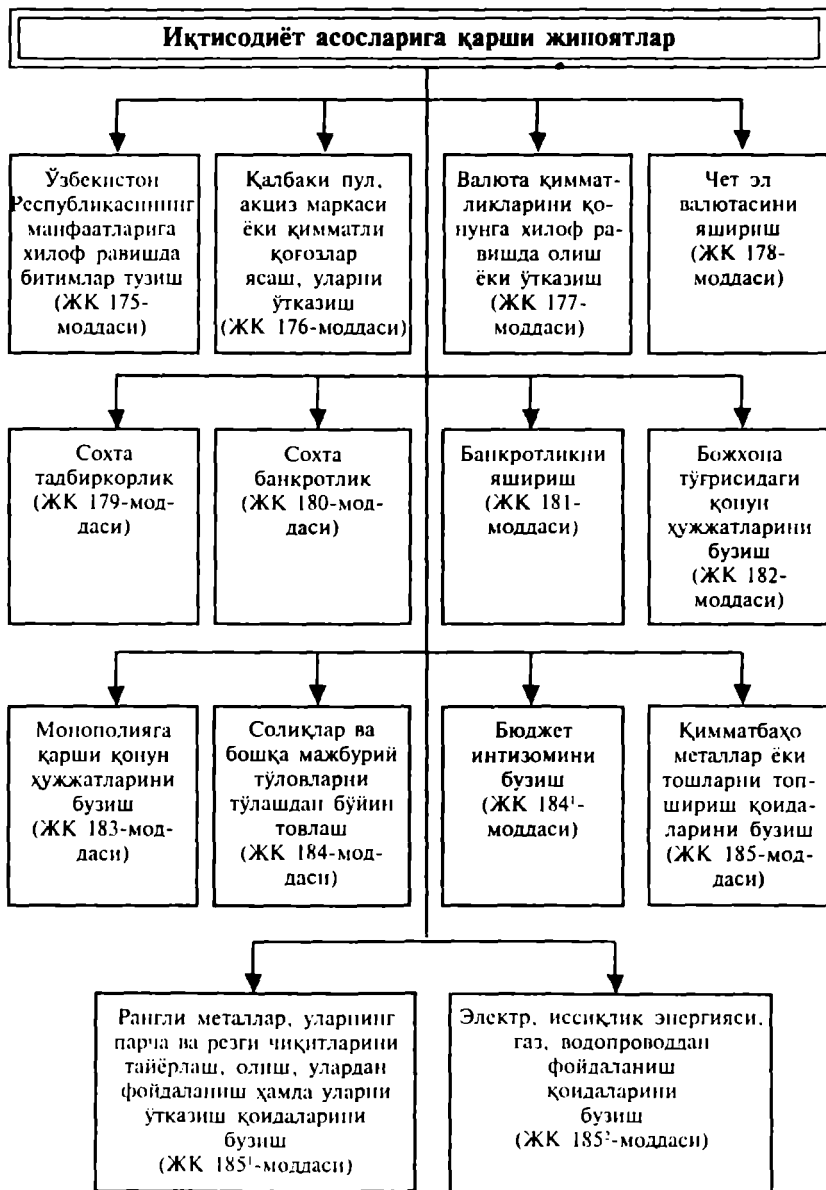 Иқтисодиёт асосларига қарши жиноятлар
Ўзбекистон
Республикасининг
манфаатларига
хилоф равишда
битимлар тузиш
(ЖК 175-
моддаси)
Қалбаки пул,
акциз маркаси
ёки қимматли
қоғозлар
ясаш, уларни
ўтказиш
(ЖК 176-моддаси)
Валюта қиммат-
ликларини қо-
нунга хилоф ра-
вишда олиш
ёки ўтказиш
(ЖК 177-
моддаси)
Чет эл
валютасини
яшириш
(ЖК 178-
моддаси)
Сохта
тадбиркорлик
(ЖК 179-мод-
даси)
Сохта
банкротлик
(ЖК 180-мод-
даси)
Банкротликни
яшириш
(ЖК 181-
моддаси)
Божхона
тўғрисидаги
қонун
ҳужжатларини
бузиш
(ЖК 182-
моддаси)
Монополияга
қарши қонун
ҳужжатларини
бузиш
(ЖК 183-мод-
даси)
Солиқлар ва
бошқа мажбурий
тўловларни
тўлашдан бўйин
товлаш
(ЖК 184-мод-
даси)
Бюджет
интизомини
бузиш
(ЖК 184¹-
моддаси)
Қимматбаҳо
металлар ёки
тошларни топ-
шириш қоида-
ларини бузиш
(ЖК 185-мод-
даси)
Рангли металлар, уларнинг
парча ва резги чиқитларини
тайёрлаш, олиш, улардан
фойдаланиш ҳамда уларни
ўтказиш қоидаларини
бузиш
(ЖК 185¹-моддаси)
Электр, иссиқлик энергияси,
газ, водопроводдан
фойдаланиш
қоидаларини
бузиш
(ЖК 185²-моддаси)